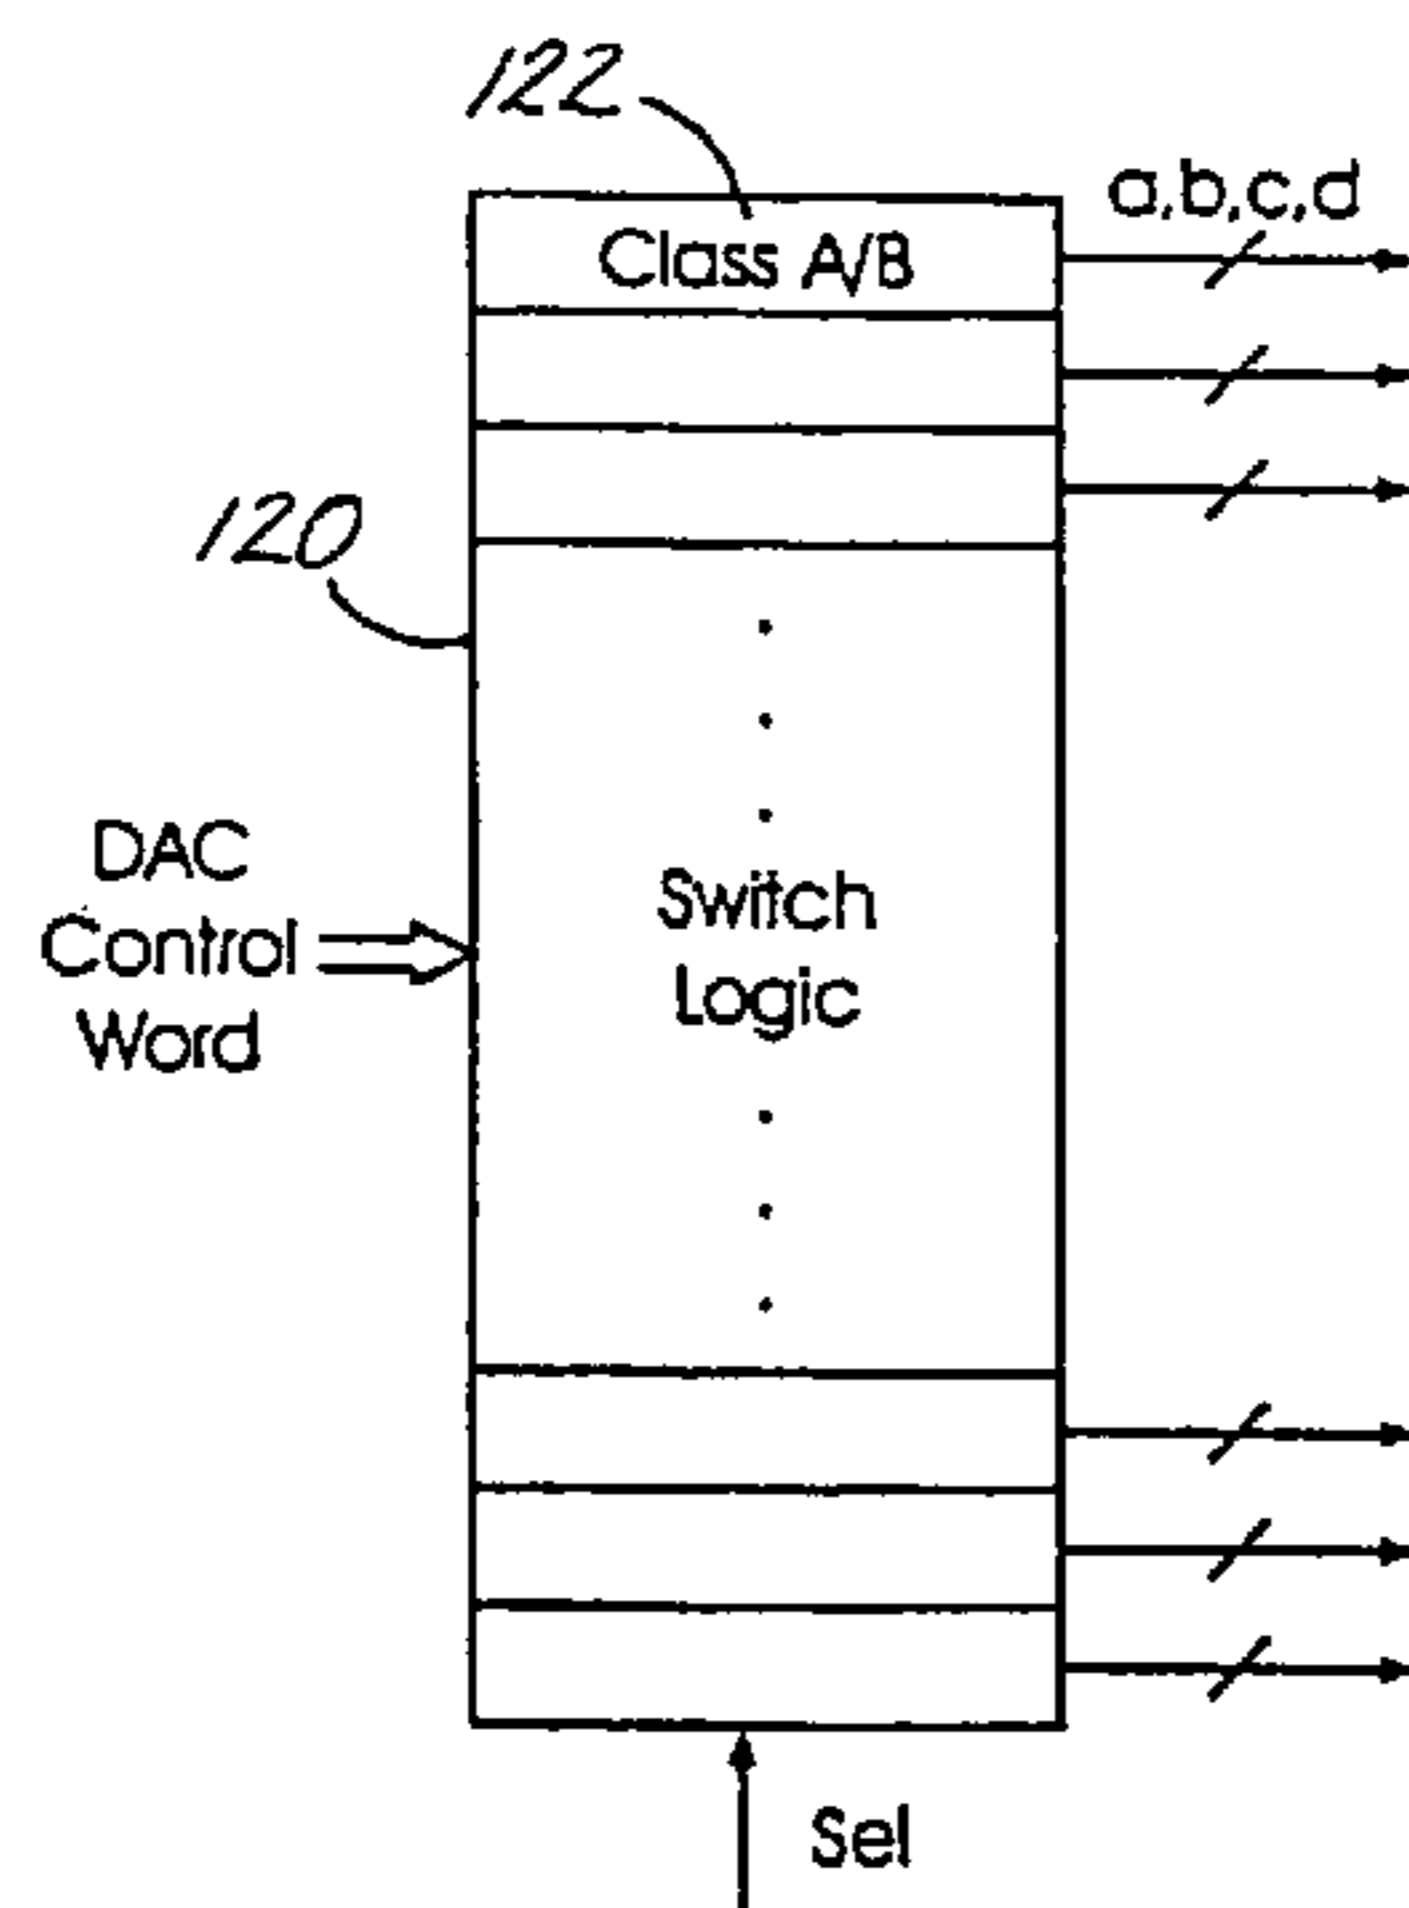 122
a,b,c,d
Class A/B
120
DAC
Control
Word
Switch
Logic
Sel